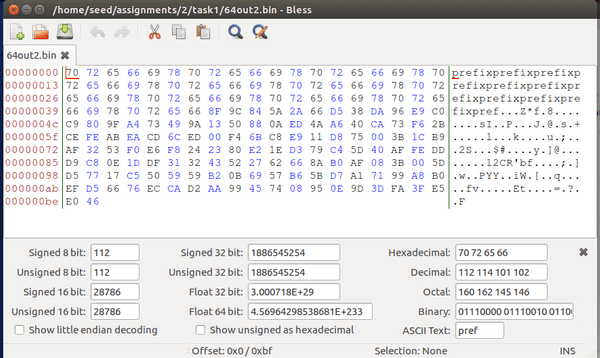 /home/seed/assignments/2/task1/64out2.bin - Bless
64out2.bin
00000000 70 72 65 66 69 78 70 72 65 66 69 78 70 72 65 66 69 78 70 prefixprefixprefixp
00000013 72 65 66 69 78 70 72 65 66 69 78 70 72 65 66 69 78 70 72 refixprefixprefixpr
00000026 65 66 69 78 70 72 65 66 69 78 70 72 65 66 69 78 70 72 65 efixprefixprefixpre
00000039 66 69 78 70 72 65 66 8F 9C 84 5A 2A 66 D5 38 DA 96 E9 C0 fixpref...Z*f.8....
0000004c C9 80 9F A4 73 49 9A 13 50 88 0A ED 4A A6 40 CA 73 F6 2B ....sI..P...J.@.s.+
0000005f CE FE AB EA CD 6C ED 00 F4 6B C8 E9 11 D8 75 00 3B 1C B9 .....l...k....u.;..
00000072 AF 32 53 F0 E6 F8 24 23 80 E2 1E D3 79 C4 5D 40 AF FE DD .2S...$#....y.]@...
00000085 D9 C8 0E 1D DF 31 32 43 52 27 62 66 8A B0 AF 08 3B 00 5D .....12CR'bf....;.]
00000098 D5 77 17 C5 50 59 59 B2 0B 69 57 B6 5B D7 A1 71 99 A2 B8 .w..PYY..iW.[..q...
000000ab EF D5 66 76 EC CA D2 AA 99 45 74 08 95 0E 9D 3D FA 3F E5 ..fv.....Et....=.?.
000000be E0 46 .F
Signed 8 bit: 112 Signed 32 bit: 1886545254 Hexadecimal: 70 72 65 66
Unsigned 8 bit: 112 Unsigned 32 bit: 1886545254 Decimal: 112 114 101 102
Signed 16 bit: 28786 Float 32 bit: 3.000718E+29 Octal: 160 162 145 146
Unsigned 16 bit: 28786 Float 64 bit: 4.56964298538681E+233 Binary: 01110000 01110010 0110
Show little endian decoding Show unsigned as hexadecimal ASCII Text: pref
Offset: 0x0 / 0xbf Selection: None INS